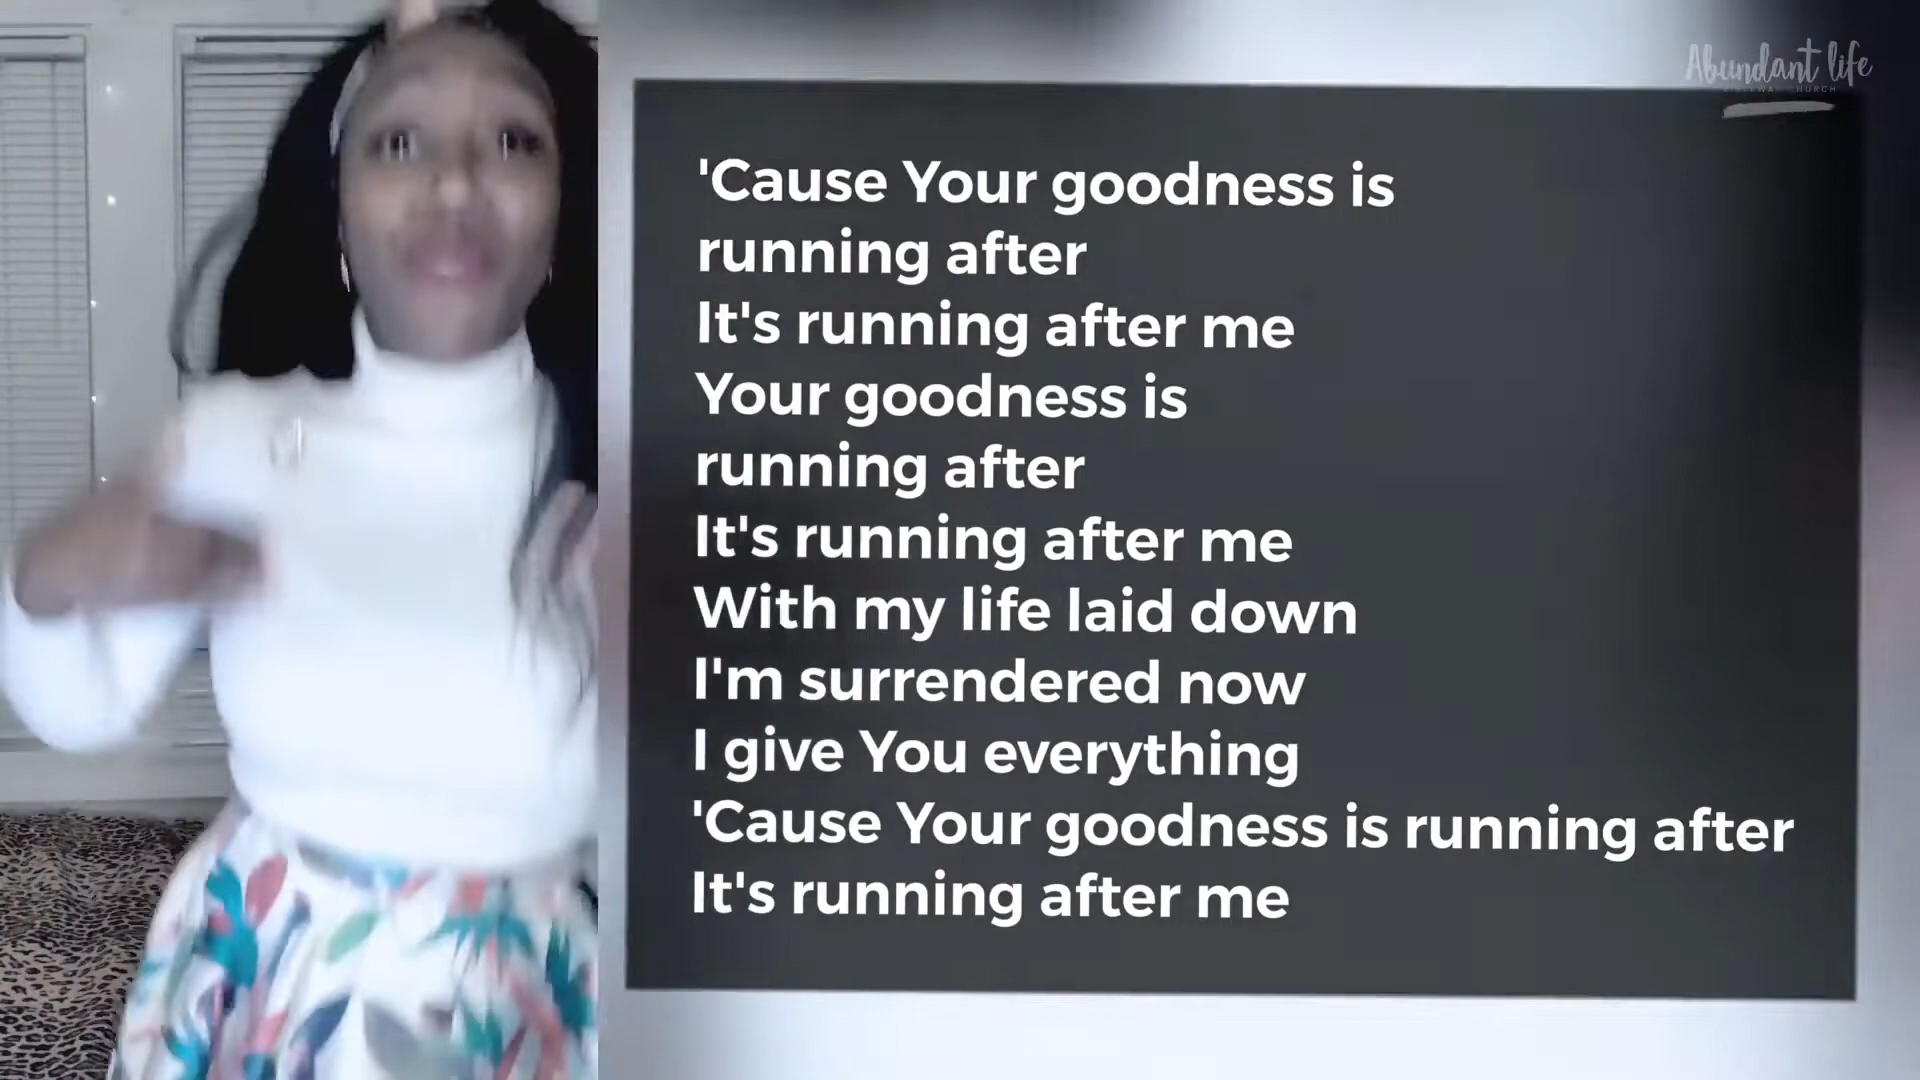 Abundant life
CHURCH
'Cause Your goodness is
running after
It's running after me
Your goodness is
running after
It's running after me
With my life laid down
I'm surrendered now
I give You everything
'Cause Your goodness is running after
It's running after me